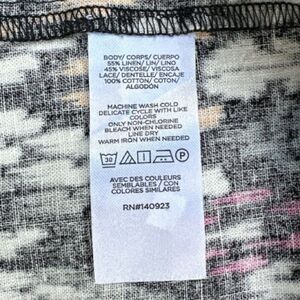 BODY/ CORPS/ CUERPO
55% LINEN/ LIN/ LINO
45% VISCOSE/ VISCOSA
LACE/ DENTELLE/ ENCAJE
100% COTTON/ COTON/
ALGODÓN
MACHINE WASH COLD
DELICATE CYCLE WITH LIKE
COLORS
ONLY NON-CHLORINE
BLEACH WHEN NEEDED
LINE DRY
WARM IRON WHEN NEEDED
30 P
AVEC DES COULEURS
SEMBLABLES / CON
COLORES SIMILARES
RN#140923